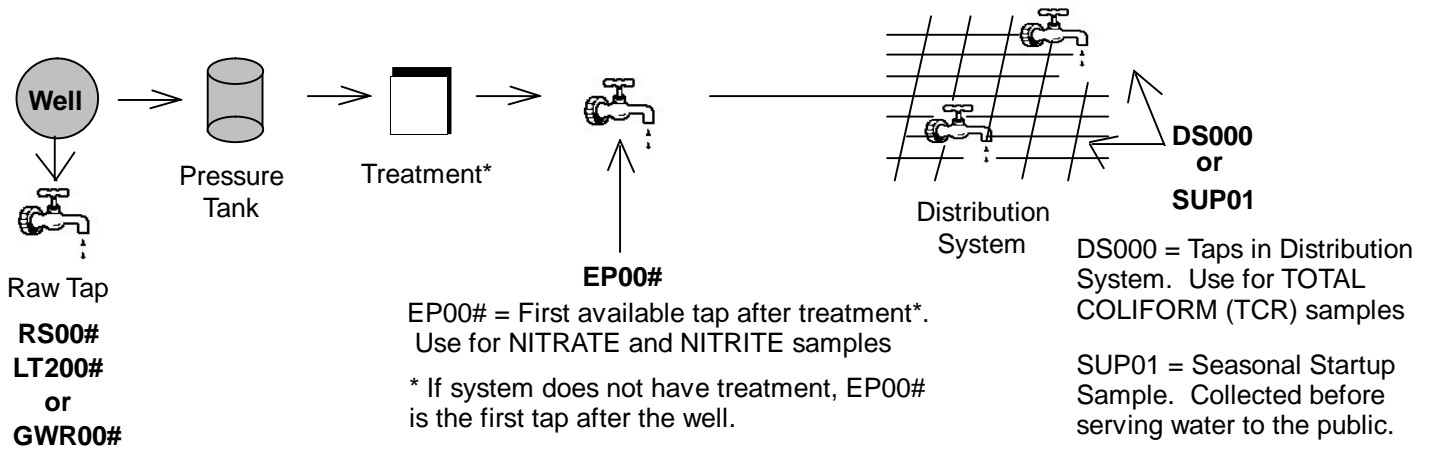 Well
Pressure
Tank
Treatment*
Raw Tap
RS00#
LT200#
or
GWR00#
EP00#
EP00# = First available tap after treatment*.
Use for NITRATE and NITRITE samples
* If system does not have treatment, EP00#
is the first tap after the well.
Distribution
System
DS000
or
SUP01
DS000 = Taps in Distribution
System. Use for TOTAL
COLIFORM (TCR) samples
SUP01 = Seasonal Startup
Sample. Collected before
serving water to the public.